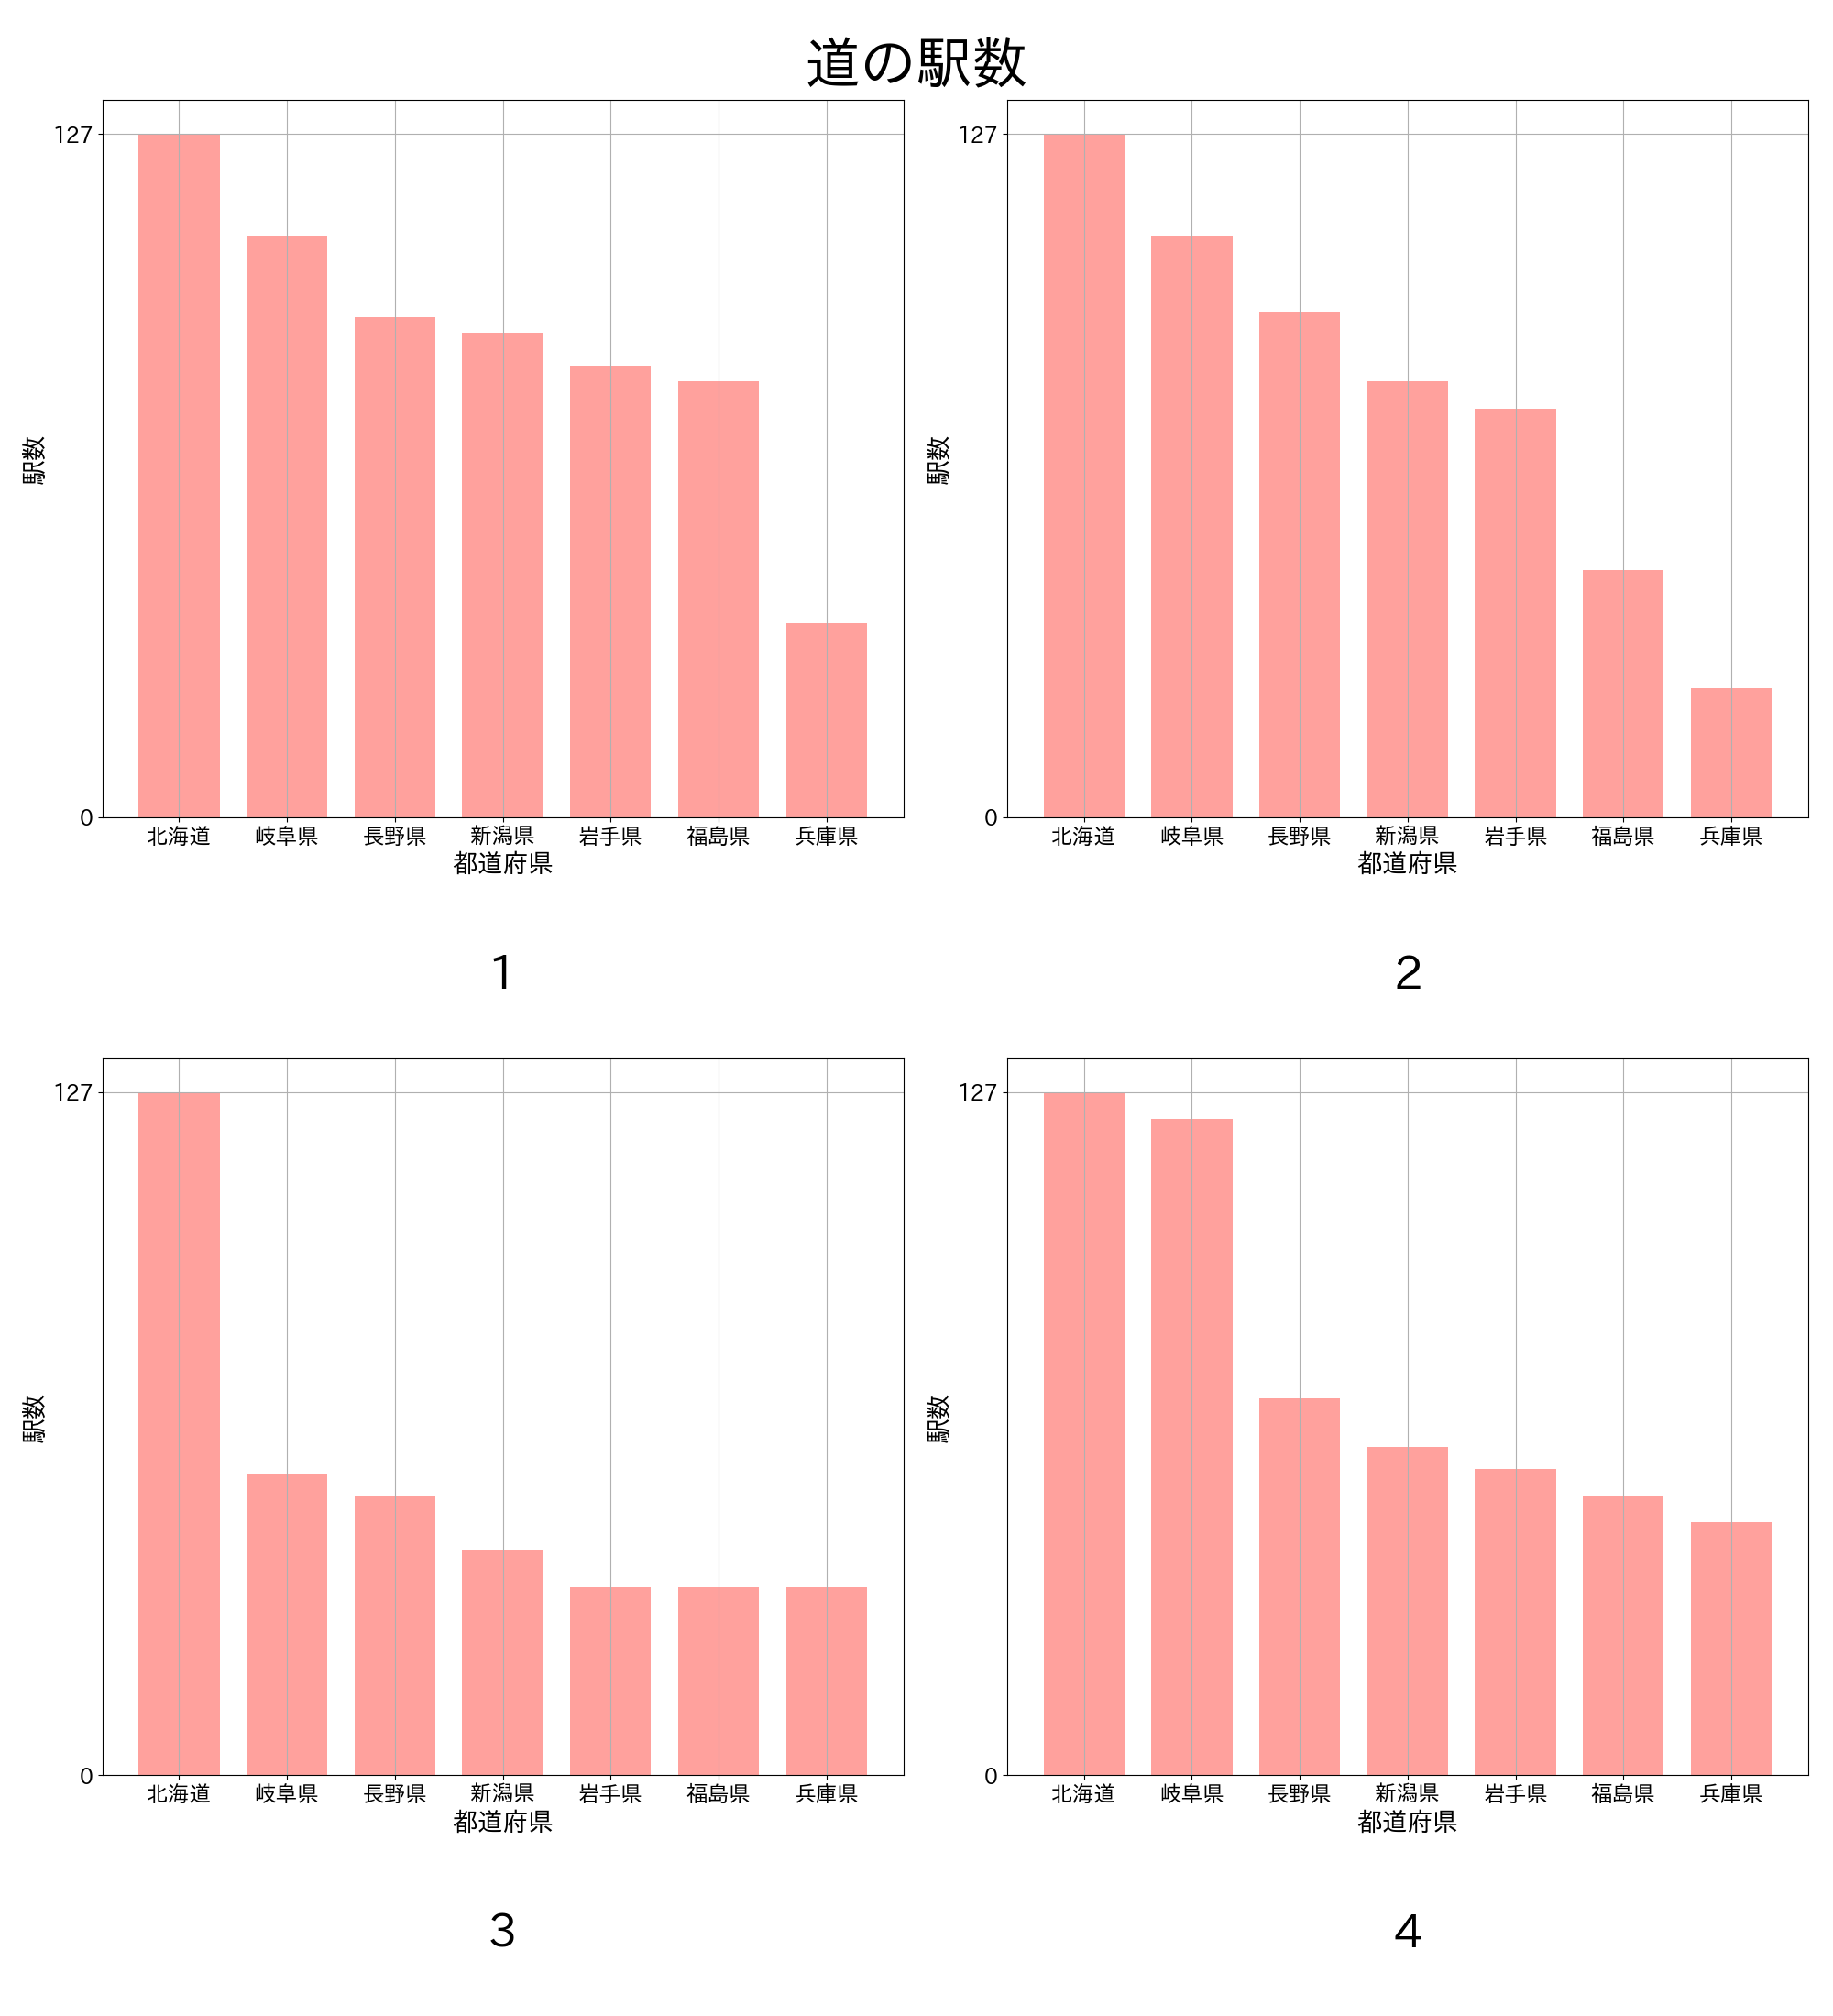 道の駅数
127
0
駅数
北海道 岐阜県 長野県 新潟県 岩手県 福島県 兵庫県
都道府県
1
127
0
駅数
北海道 岐阜県 長野県 新潟県 岩手県 福島県 兵庫県
都道府県
2
127
0
駅数
北海道 岐阜県 長野県 新潟県 岩手県 福島県 兵庫県
都道府県
3
127
0
駅数
北海道 岐阜県 長野県 新潟県 岩手県 福島県 兵庫県
都道府県
4